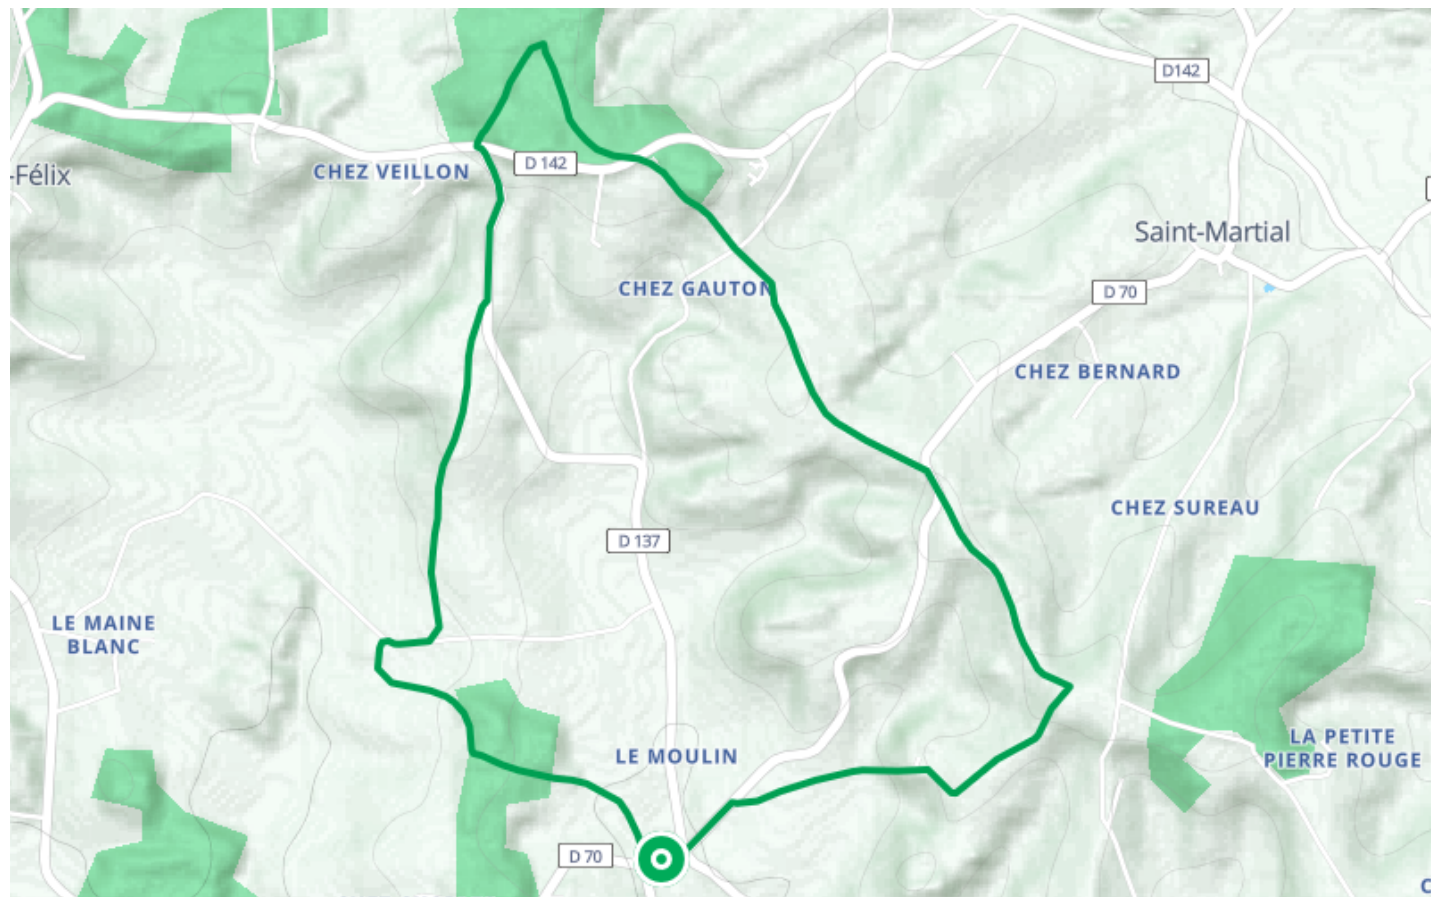 D142
CHEZ VEILLON
D 142
-Félix
Saint-Martial
CHEZ GAUTON
D 70
CHEZ BERNARD
CHEZ SUREAU
D 137
LE MAINE
BLANC
LA PETITE
PIERRE ROUGE
LE MOULIN
D 70
C